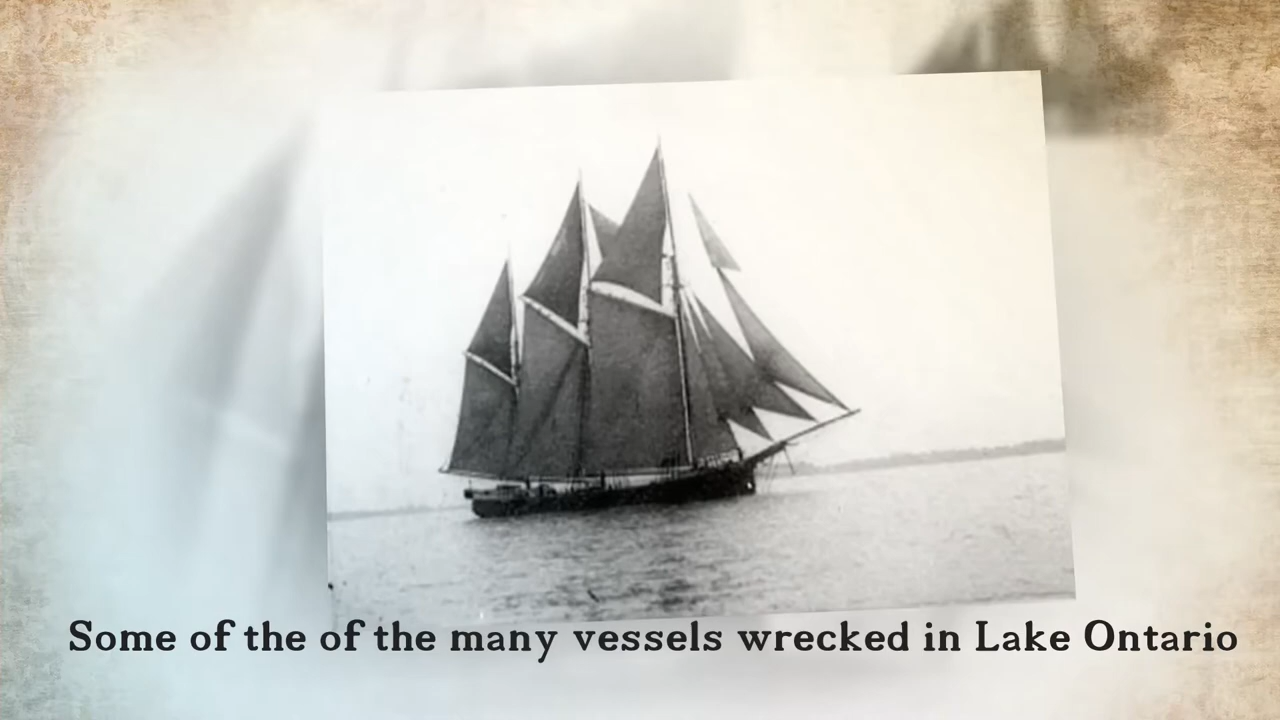 Some of the of the many vessels wrecked in Lake Ontario